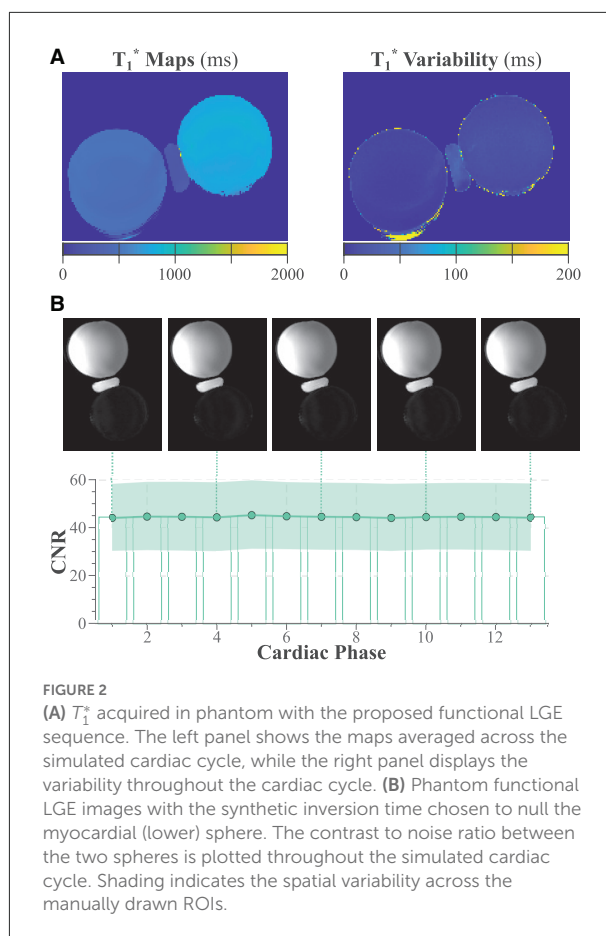 A
T₁* Maps (ms)
T₁* Variability (ms)
0 1000 2000
0 100 200
B
CNR
60
40
20
0
2 4 6 8 10 12
Cardiac Phase
FIGURE 2
(A) T₁* acquired in phantom with the proposed functional LGE
sequence. The left panel shows the maps averaged across the
simulated cardiac cycle, while the right panel displays the
variability throughout the cardiac cycle. (B) Phantom functional
LGE images with the synthetic inversion time chosen to null the
myocardial (lower) sphere. The contrast to noise ratio between
the two spheres is plotted throughout the simulated cardiac
cycle. Shading indicates the spatial variability across the
manually drawn ROIs.